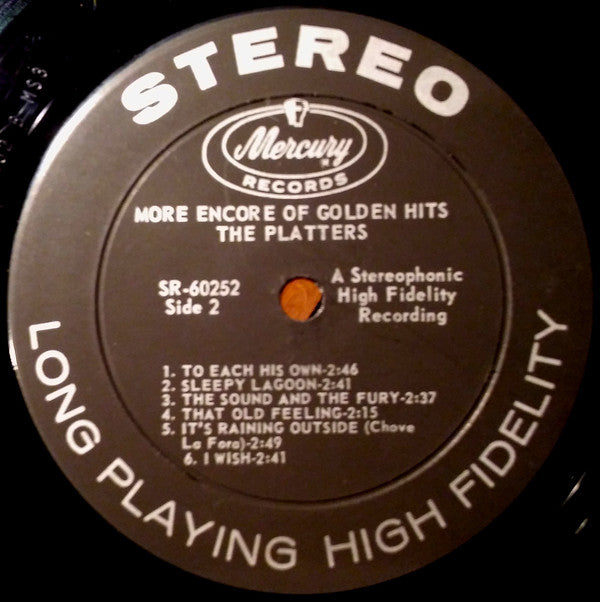 STEREO
Mercury
RECORDS
MORE ENCORE OF GOLDEN HITS
THE PLATTERS
SR-60252
Side 2
A Stereophonic
High Fidelity
Recording
1. TO EACH HIS OWN-2:46
2. SLEEPY LAGOON-2:41
3. THE SOUND AND THE FURY-2:37
4. THAT OLD FEELING-2:15
5. IT'S RAINING OUTSIDE (Chove
La Fora)-2:49
6. I WISH-2:41
LONG PLAYING HIGH FIDELITY